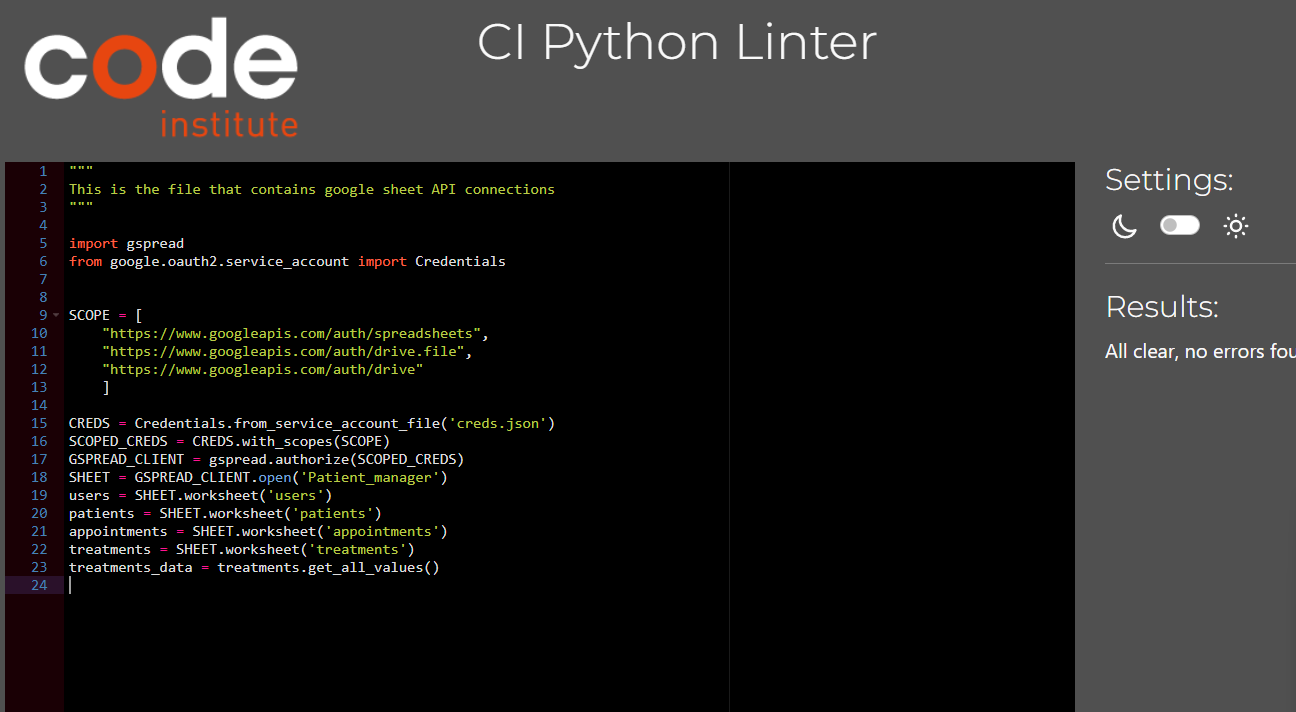 code
institute
CI Python Linter
1 """
2 This is the file that contains google sheet API connections
3 """
4
5 import gspread
6 from google.oauth2.service_account import Credentials
7
8
9 SCOPE = [
10     "https://www.googleapis.com/auth/spreadsheets",
11     "https://www.googleapis.com/auth/drive.file",
12     "https://www.googleapis.com/auth/drive"
13     ]
14
15 CREDS = Credentials.from_service_account_file('creds.json')
16 SCOPED_CREDS = CREDS.with_scopes(SCOPE)
17 GSPREAD_CLIENT = gspread.authorize(SCOPED_CREDS)
18 SHEET = GSPREAD_CLIENT.open('Patient_manager')
19 users = SHEET.worksheet('users')
20 patients = SHEET.worksheet('patients')
21 appointments = SHEET.worksheet('appointments')
22 treatments = SHEET.worksheet('treatments')
23 treatments_data = treatments.get_all_values()
24
Settings:
Results:
All clear, no errors fou